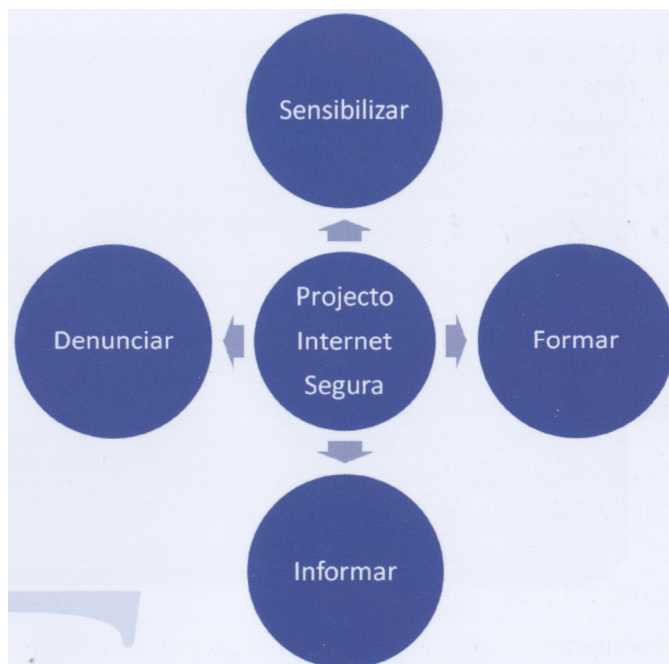 Sensibilizar
Denunciar
Projecto
Internet
Segura
Formar
Informar